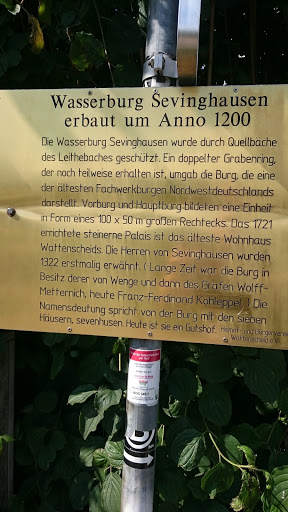 Wasserburg Sevinghausen
erbaut um Anno 1200
Die Wasserburg Sevinghausen wurde durch Quellbäche
des Leithebaches geschützt. Ein doppelter Grabenring,
der noch teilweise erhalten ist, umgab die Burg, die eine
der ältesten Fachwerkburgen Nordwestdeutschlands
darstellt. Vorburg und Hauptburg bildeten eine Einheit
in Form eines 100 x 50 m großen Rechtecks. Das 1721
errichtete steinerne Palais ist das älteste Wohnhaus
Wattenscheids. Die Herren von Sevinghausen wurden
1322 erstmalig erwähnt. ( Lange Zeit war die Burg in
Besitz derer von Wenge und dann des Grafen Wolff-
Metternich, heute Franz-Ferdinand Kohleppel. ) Die
Namensdeutung spricht von der Burg mit den sieben
Häusern, sevenhusen. Heute ist sie ein Gutshof.
Heimat- und Bürgerverein
Wattenscheid e.V.